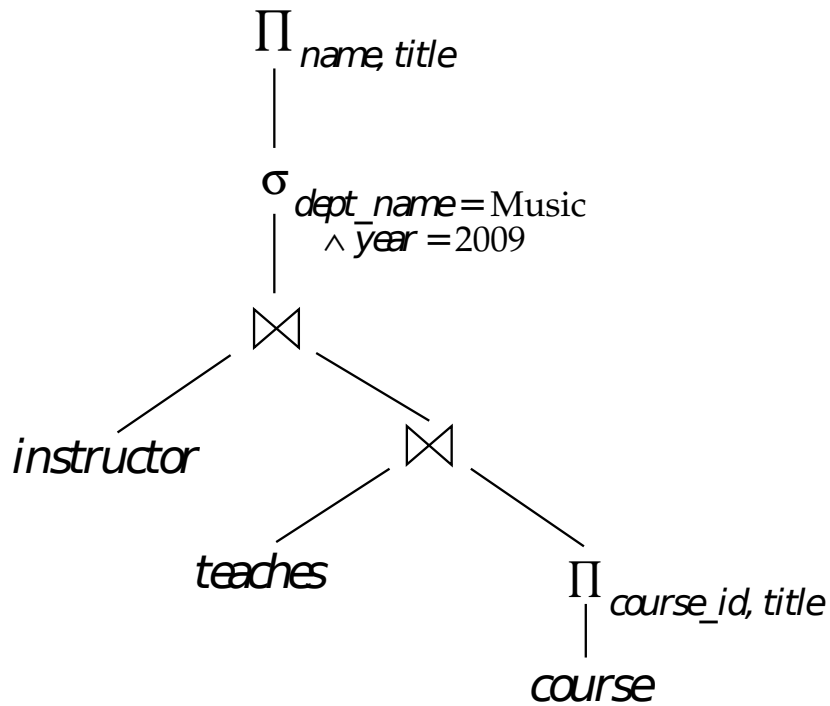 ∏ name, title
σ dept_name = Music
∧ year = 2009
⋈
instructor
⋈
teaches
∏ course_id, title
course